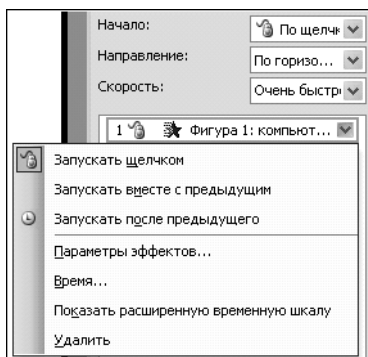 Начало:
По щелчк
Направление:
По горизо...
Скорость:
Очень быстр
1 Фигура 1: компьют...
Запускать щелчком
Запускать вместе с предыдущим
Запускать после предыдущего
Параметры эффектов...
Время...
Показать расширенную временную шкалу
Удалить